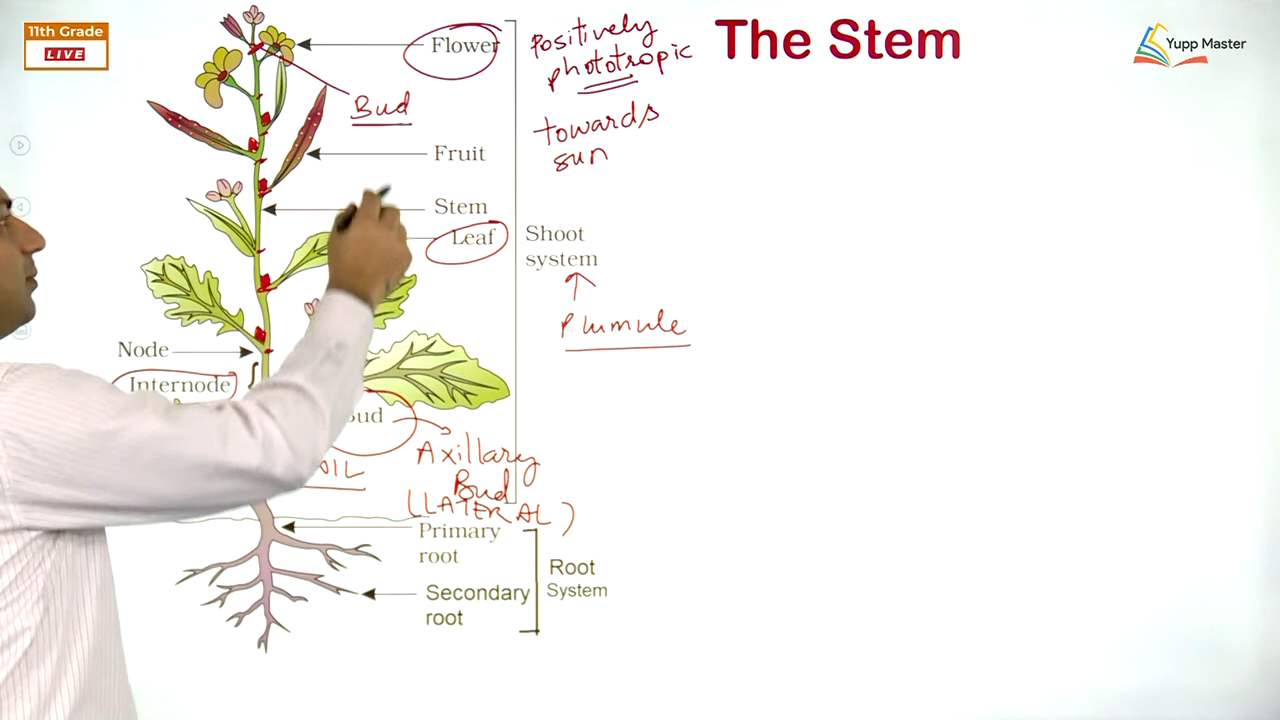 11th Grade
LIVE
The Stem
Yupp Master
Flower
Positively
phototropic
towards
sun
Bud
Fruit
Stem
Leaf
Shoot
system
Plumule
Node
Internode
Bud
Axillary
Bud
(LATERAL)
Primary
root
Secondary
root
Root
System